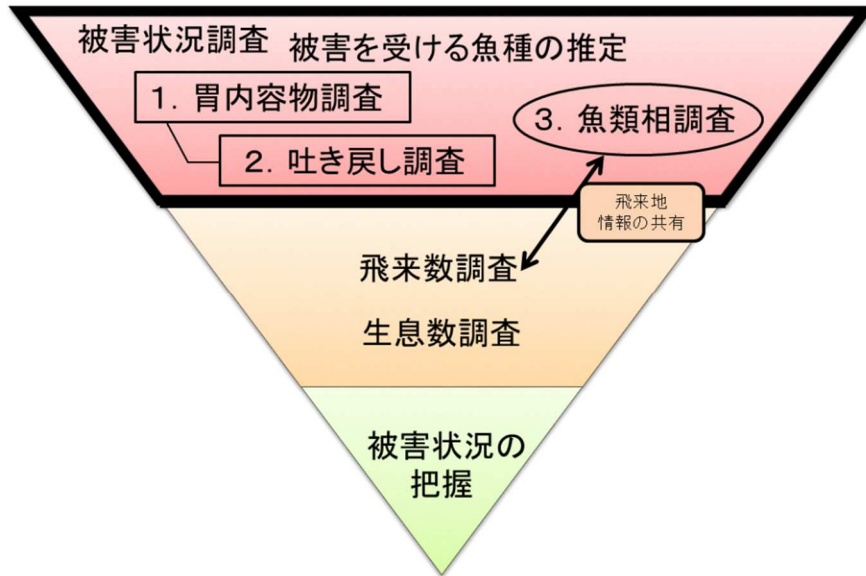 被害状況調査
被害を受ける魚種の推定
1. 胃内容物調査
2. 吐き戻し調査
3. 魚類相調査
飛来地
情報の共有
飛来数調査
生息数調査
被害状況の
把握